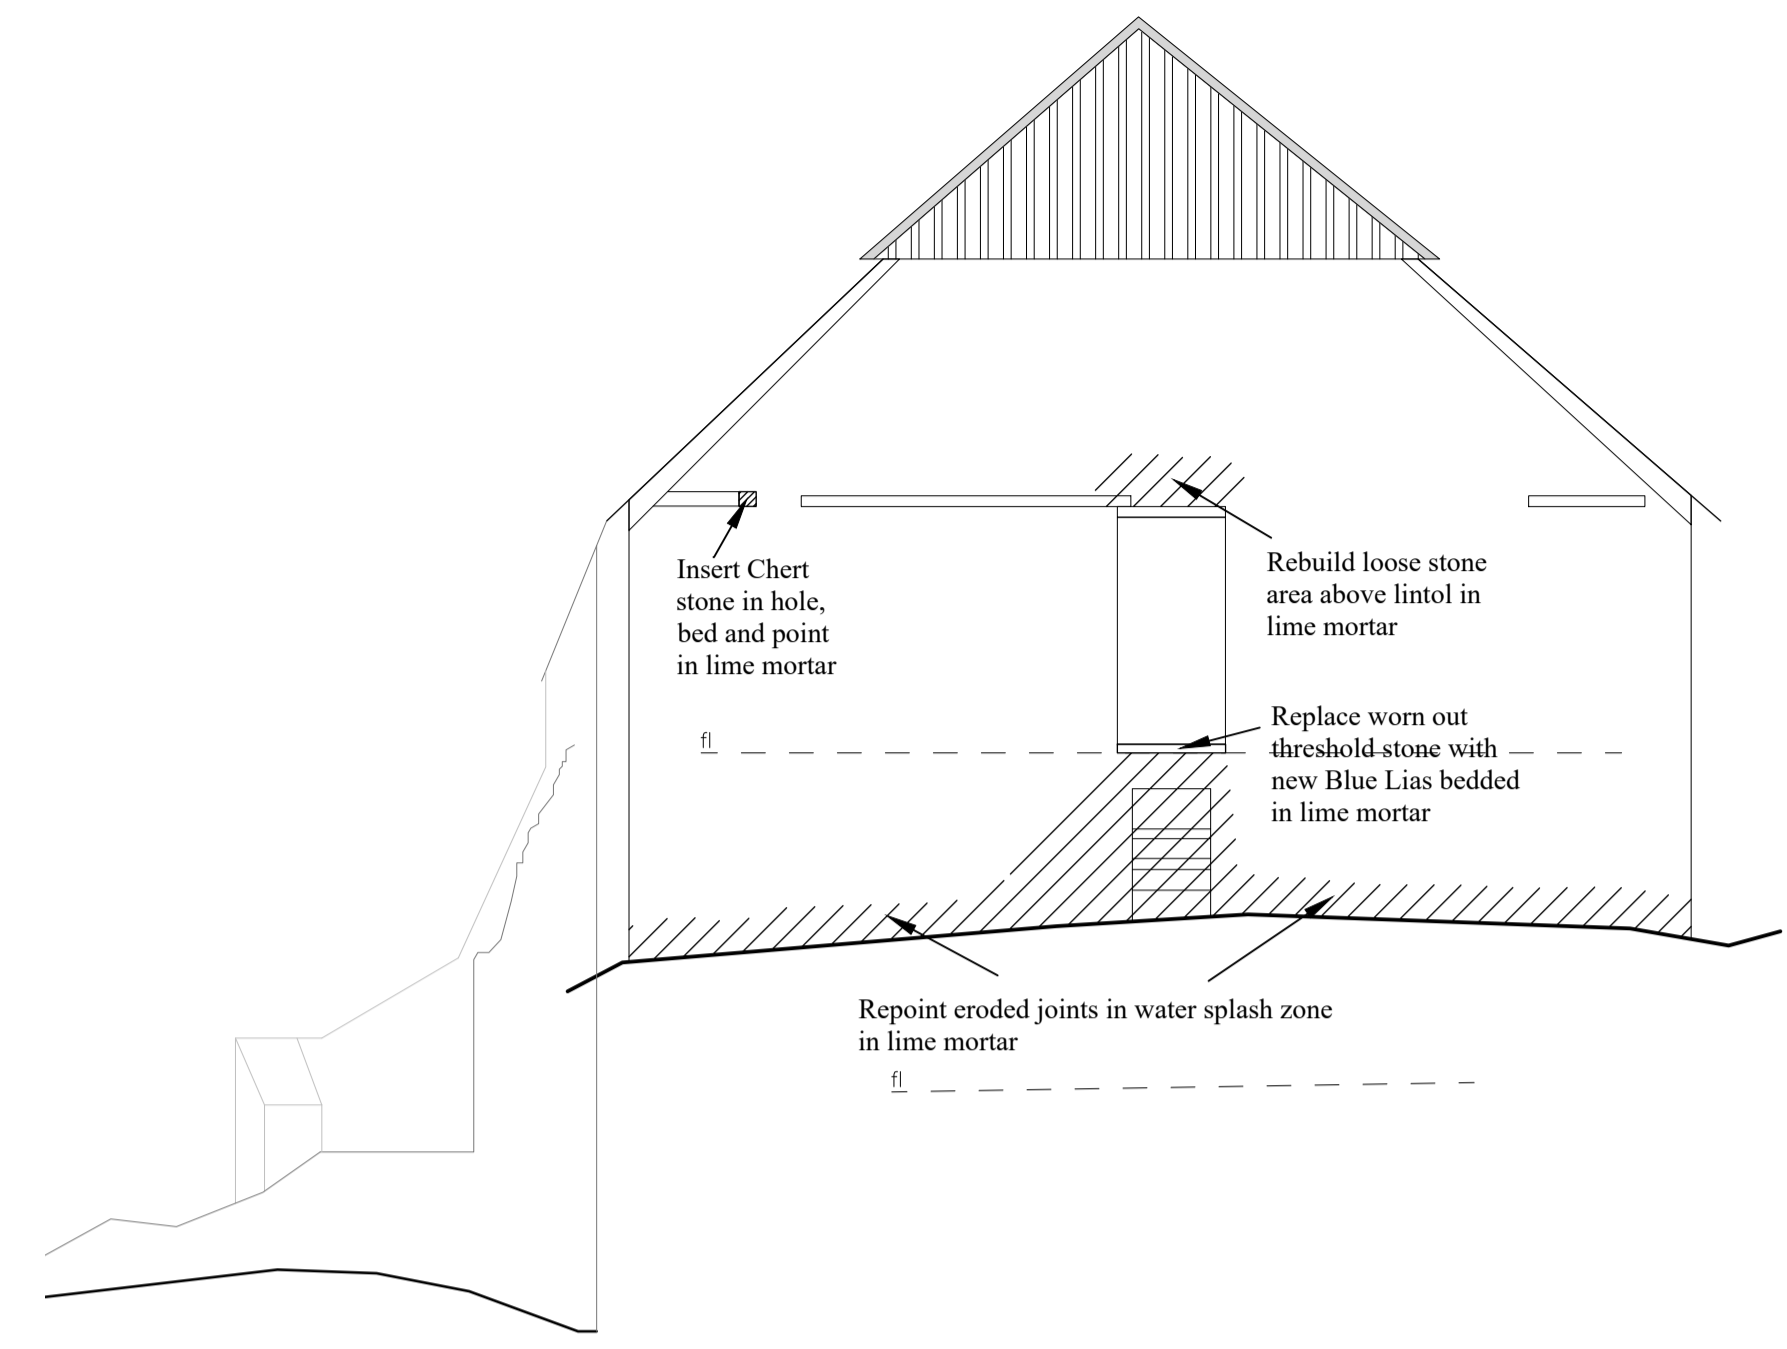 Insert Chert
stone in hole,
bed and point
in lime mortar
Rebuild loose stone
area above lintol in
lime mortar
fl
Replace worn out
threshold stone with
new Blue Lias bedded
in lime mortar
Repoint eroded joints in water splash zone
in lime mortar
fl